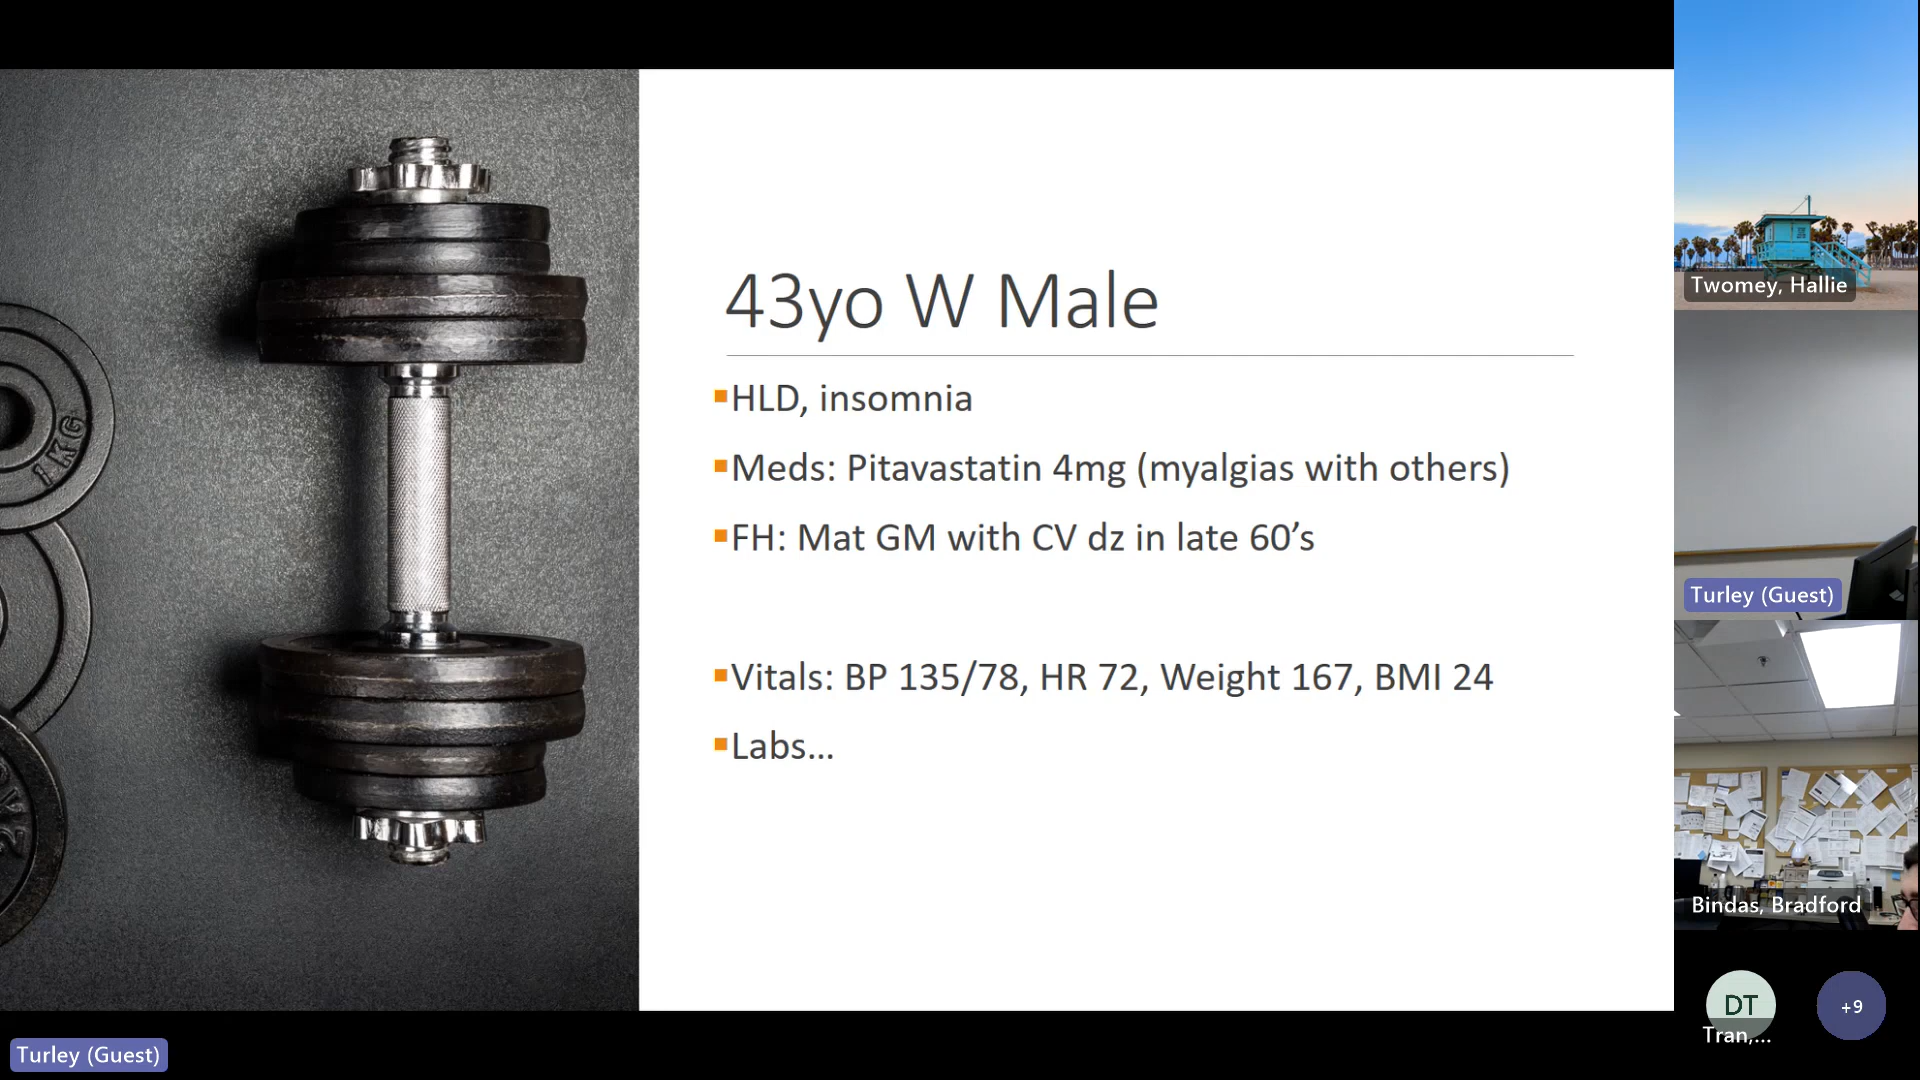 43yo W Male
HLD, insomnia
Meds: Pitavastatin 4mg (myalgias with others)
FH: Mat GM with CV dz in late 60’s
Vitals: BP 135/78, HR 72, Weight 167, BMI 24
Labs…
1 KG
Twomey, Hallie
Turley (Guest)
Bindas, Bradford
DT
Tran,...
+9
Turley (Guest)